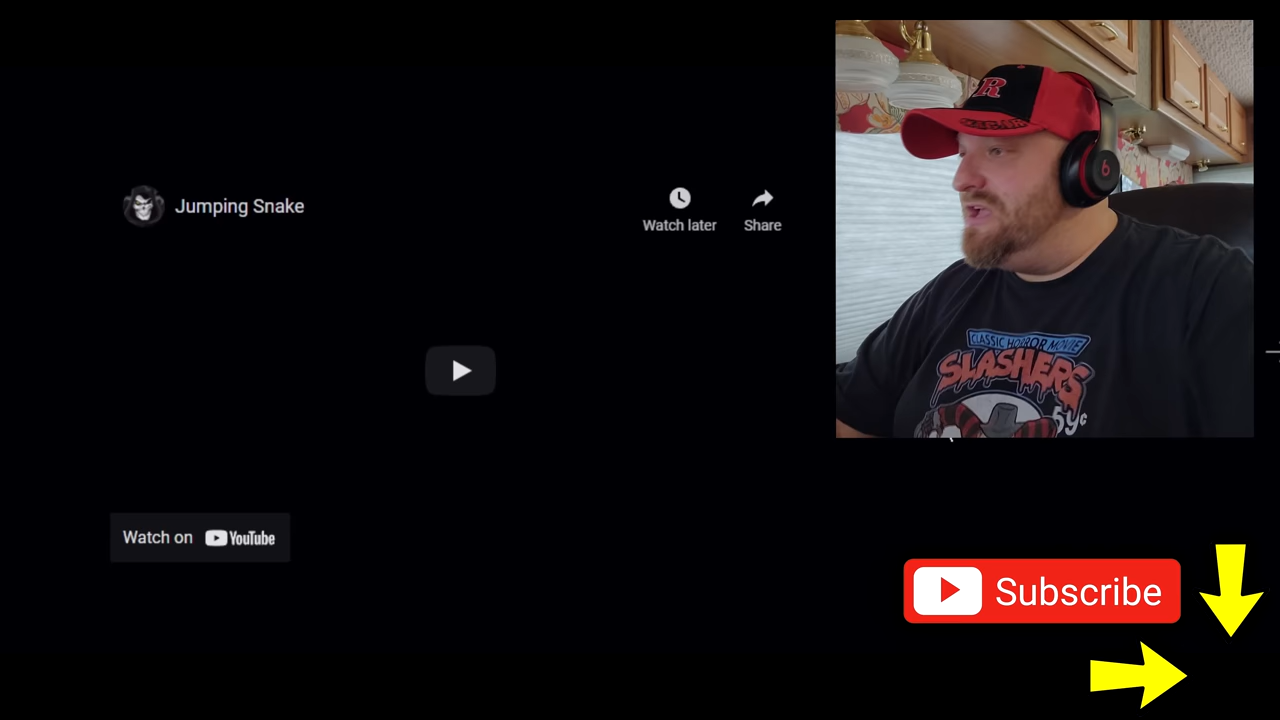 Jumping Snake
Watch later
Share
R
CLASSIC HORROR MOVIE
SLASHERS
Watch on YouTube
Subscribe